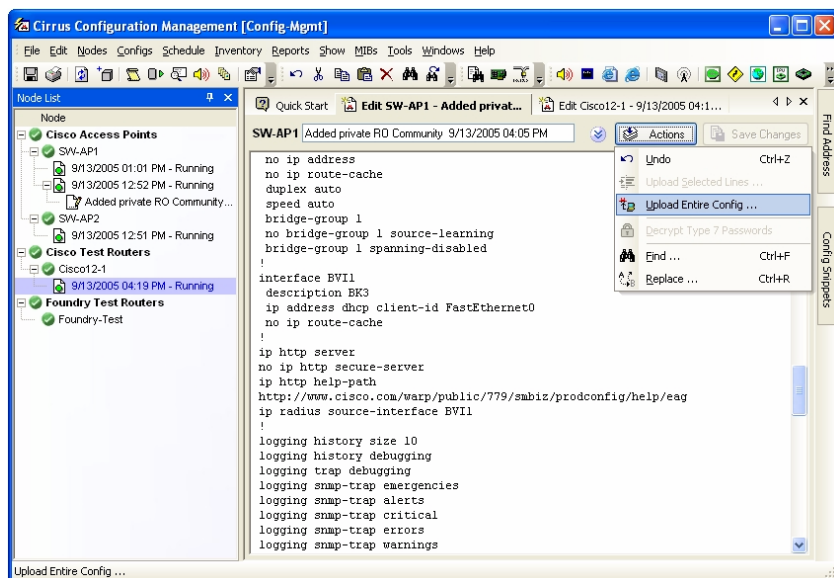 Cirrus Configuration Management [Config-Mgmt]
File Edit Nodes Configs Schedule Inventory Reports Show MIBs Tools Windows Help
Node List
Node
Cisco Access Points
SW-AP1
9/13/2005 01:01 PM - Running
9/13/2005 12:52 PM - Running
Added private RO Community...
SW-AP2
9/13/2005 12:51 PM - Running
Cisco Test Routers
Cisco12-1
9/13/2005 04:19 PM - Running
Foundry Test Routers
Foundry-Test
Quick Start
Edit SW-AP1 - Added privat...
Edit Cisco12-1 - 9/13/2005 04:1...
SW-AP1 Added private RO Community 9/13/2005 04:05 PM
Actions
Save Changes
Undo Ctrl+Z
Upload Selected Lines ...
Upload Entire Config ...
Decrypt Type 7 Passwords
Find ... Ctrl+F
Replace ... Ctrl+R
no ip address
no ip route-cache
duplex auto
speed auto
bridge-group 1
no bridge-group 1 source-learning
bridge-group 1 spanning-disabled
!
interface BVI1
description BK3
ip address dhcp client-id FastEthernet0
no ip route-cache
!
ip http server
no ip http secure-server
ip http help-path
http://www.cisco.com/warp/public/779/smbiz/prodconfig/help/eag
ip radius source-interface BVI1
!
logging history size 10
logging history debugging
logging trap debugging
logging snmp-trap emergencies
logging snmp-trap alerts
logging snmp-trap critical
logging snmp-trap errors
logging snmp-trap warnings
Find Address
Config Snippets
Upload Entire Config ...